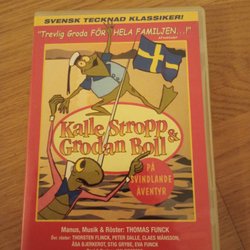 SVENSK TECKNAD KLASSIKER!
"Trevlig Groda FÖR HELA FAMILJEN...!"
AFTONBLADET
Kalle Stropp
& Grodan Boll
PÅ
SVINDLANDE
ÄVENTYR
Manus, Musik & Röster: THOMAS FUNCK
Övr. röster: THORSTEN FLINCK, PETER DALLE, CLAES MÅNSSON,
ÅSA BJERKEROT, STIG GRYBE, EVA FUNCK